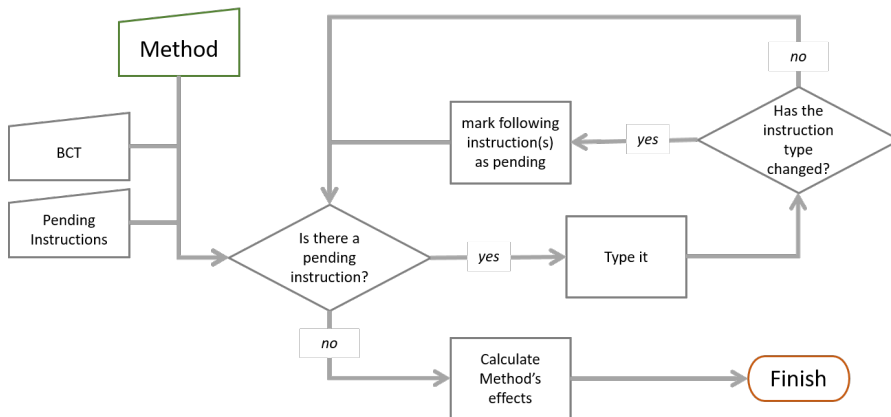 Method
no
BCT
mark following
instruction(s)
as pending
yes
Has the
instruction
type
changed?
Pending
Instructions
Is there a
pending
instruction?
yes
Type it
no
Calculate
Method's
effects
Finish